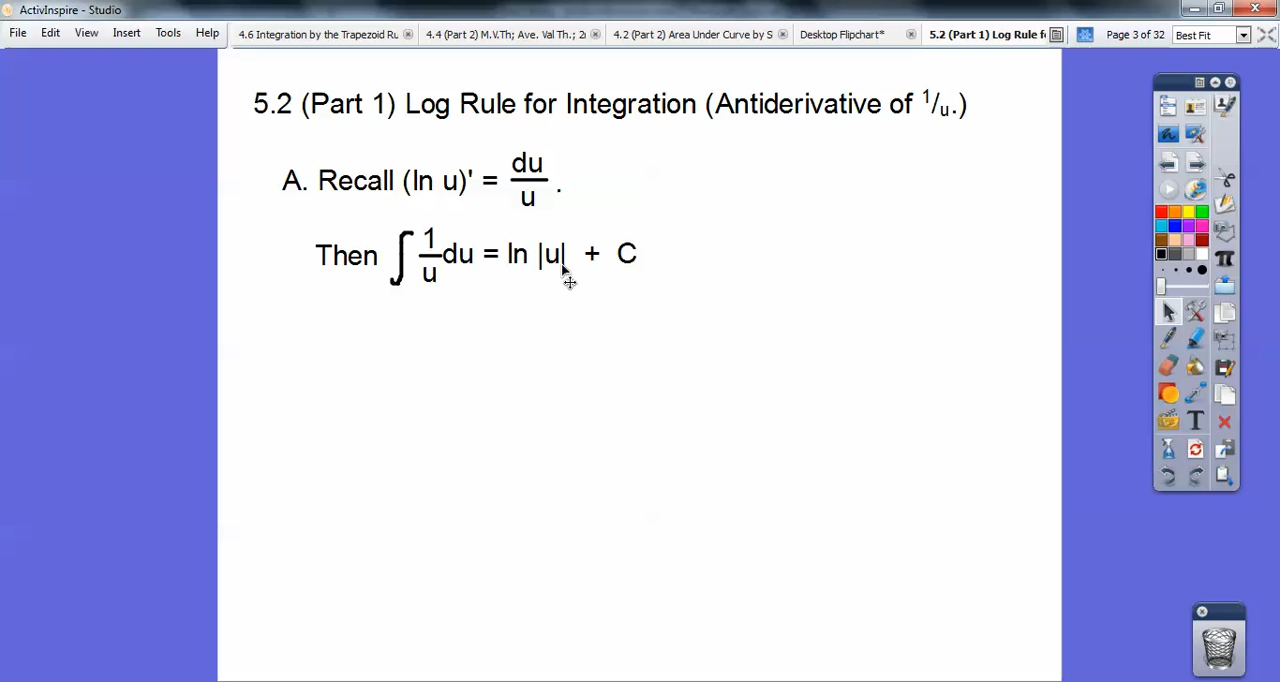 ActivInspire - Studio
File Edit View Insert Tools Help
4.6 Integration by the Trapezoid Ru
4.4 (Part 2) M.V.Th; Ave. Val Th.; 2
4.2 (Part 2) Area Under Curve by S
Desktop Flipchart*
5.2 (Part 1) Log Rule f
Page 3 of 32
Best Fit
5.2 (Part 1) Log Rule for Integration (Antiderivative of 1/u.)
A. Recall (ln u)' = du/u .
Then ∫ 1/u du = ln |u| + C
T